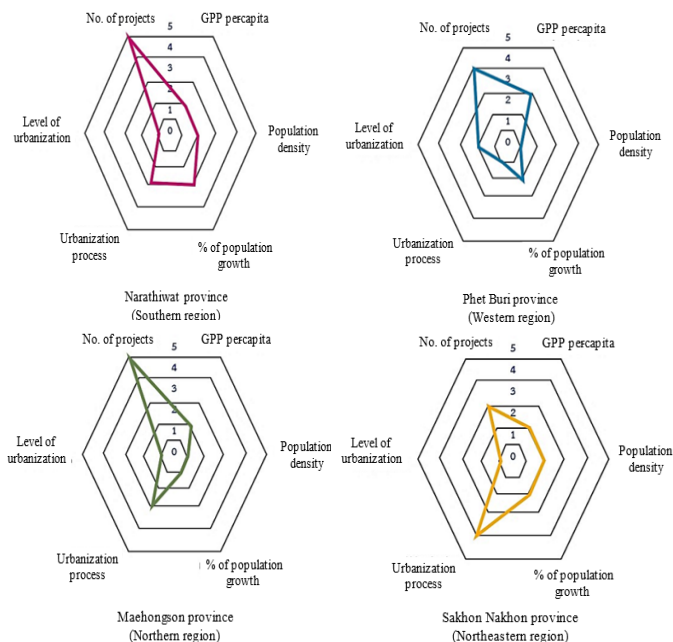 No. of projects
GPP percapita
5
4
3
2
1
0
Level of
urbanization
Population
density
Urbanization
process
% of population
growth
Narathiwat province
(Southern region)
No. of projects
GPP percapita
5
4
3
2
1
0
Level of
urbanization
Population
density
Urbanization
process
% of population
growth
Phet Buri province
(Western region)
No. of projects
GPP percapita
5
4
3
2
1
0
Level of
urbanization
Population
density
Urbanization
process
% of population
growth
Maehongson province
(Northern region)
No. of projects
GPP percapita
5
4
3
2
1
0
Level of
urbanization
Population
density
Urbanization
process
% of population
growth
Sakhon Nakhon province
(Northeastern region)